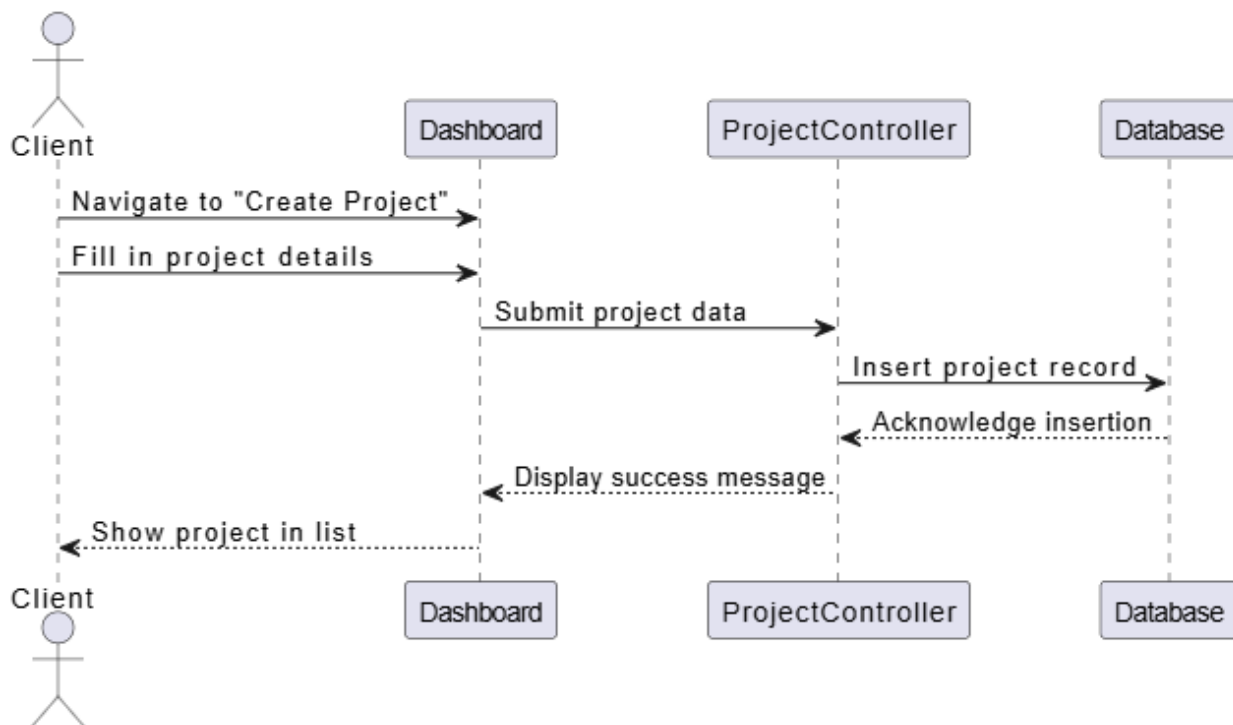 Client
Dashboard
ProjectController
Database
Navigate to "Create Project"
Fill in project details
Submit project data
Insert project record
Acknowledge insertion
Display success message
Show project in list
Client
Dashboard
ProjectController
Database